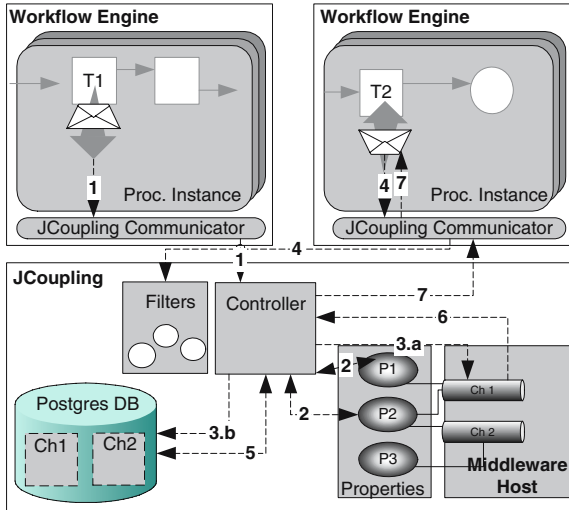 Workflow Engine
T1
Proc. Instance
1
JCoupling Communicator
Workflow Engine
T2
4
7
Proc. Instance
JCoupling Communicator
4
1
JCoupling
Filters
Controller
7
6
3.a
2
P1
Ch 1
2
P2
Ch 2
P3
Properties
Middleware
Host
Postgres DB
Ch1
Ch2
3.b
5